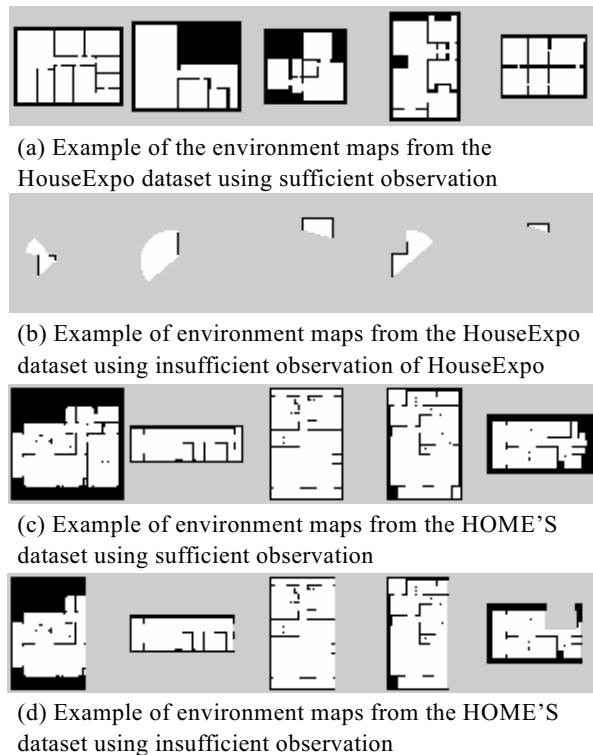 (a) Example of the environment maps from the
HouseExpo dataset using sufficient observation
(b) Example of environment maps from the HouseExpo
dataset using insufficient observation of HouseExpo
(c) Example of environment maps from the HOME’S
dataset using sufficient observation
(d) Example of environment maps from the HOME’S
dataset using insufficient observation